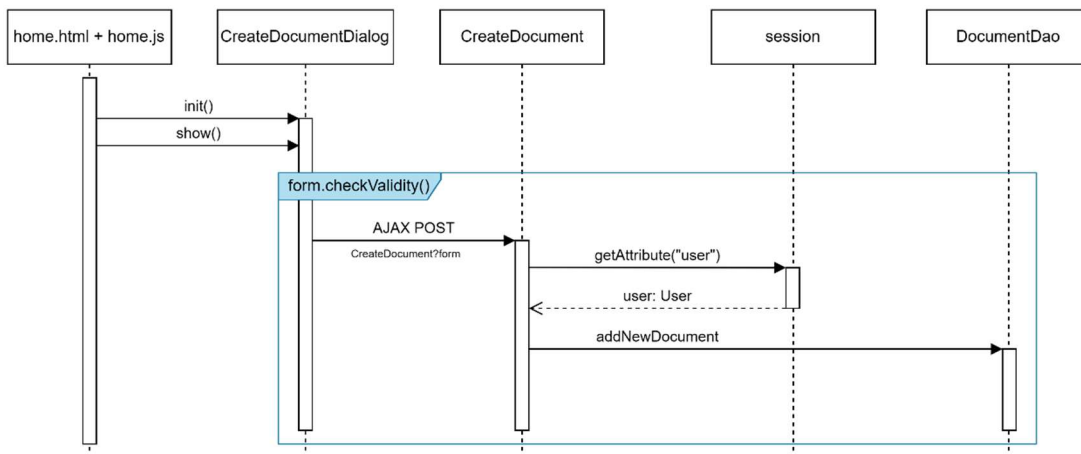 home.html + home.js
CreateDocumentDialog
CreateDocument
session
DocumentDao
init()
show()
form.checkValidity()
AJAX POST
CreateDocument?form
getAttribute("user")
user: User
addNewDocument